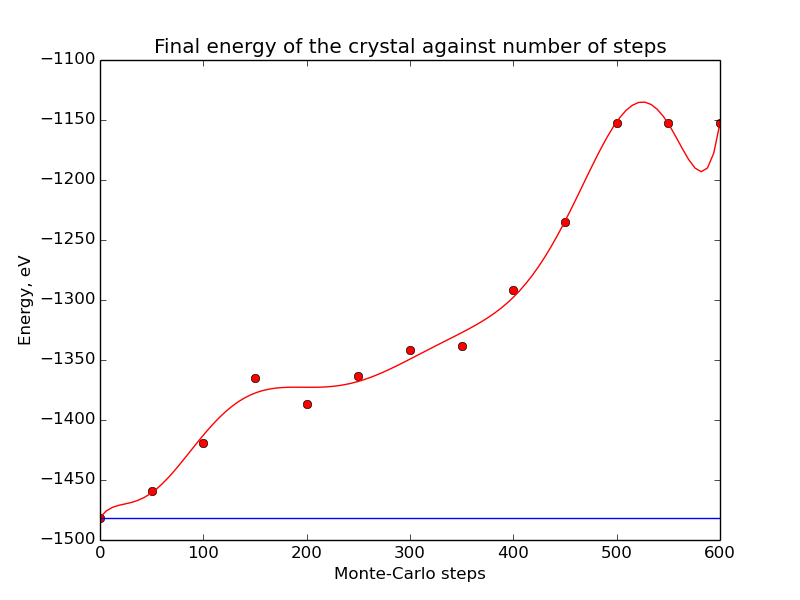 Final energy of the crystal against number of steps
−1100
−1150
−1200
−1250
−1300
−1350
−1400
−1450
−1500
Energy, eV
0 100 200 300 400 500 600
Monte-Carlo steps